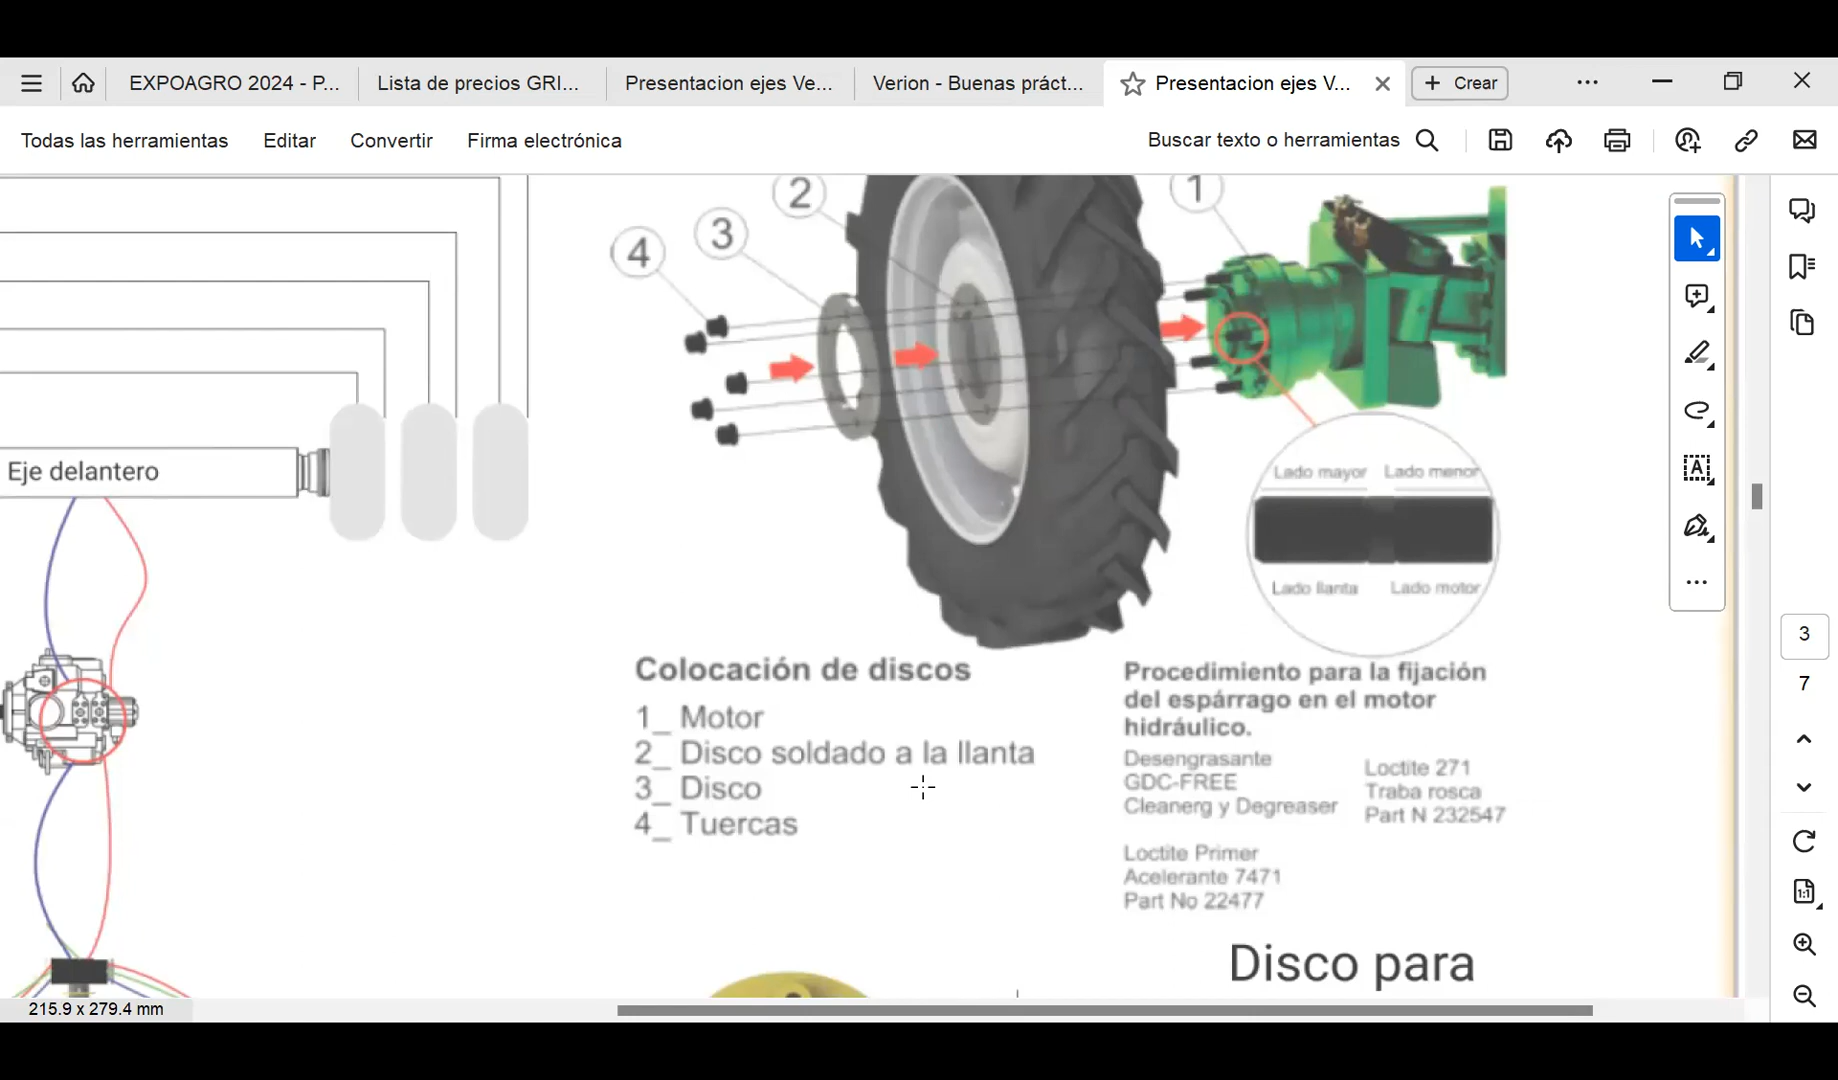 EXPOAGRO 2024 - P...
Lista de precios GRI...
Presentacion ejes Ve...
Verion - Buenas práct...
Presentacion ejes V...
Crear
Todas las herramientas
Editar
Convertir
Firma electrónica
Buscar texto o herramientas
2
1
3
4
Eje delantero
Lado mayor
Lado menor
Lado llanta
Lado motor
Colocación de discos
1_ Motor
2_ Disco soldado a la llanta
3_ Disco
4_ Tuercas
Procedimiento para la fijación
del espárrago en el motor
hidráulico.
Desengrasante
GDC-FREE
Cleanerg y Degreaser
Loctite 271
Traba rosca
Part N 232547
Loctite Primer
Acelerante 7471
Part No 22477
Disco para
3
7
1:1
215.9 x 279.4 mm